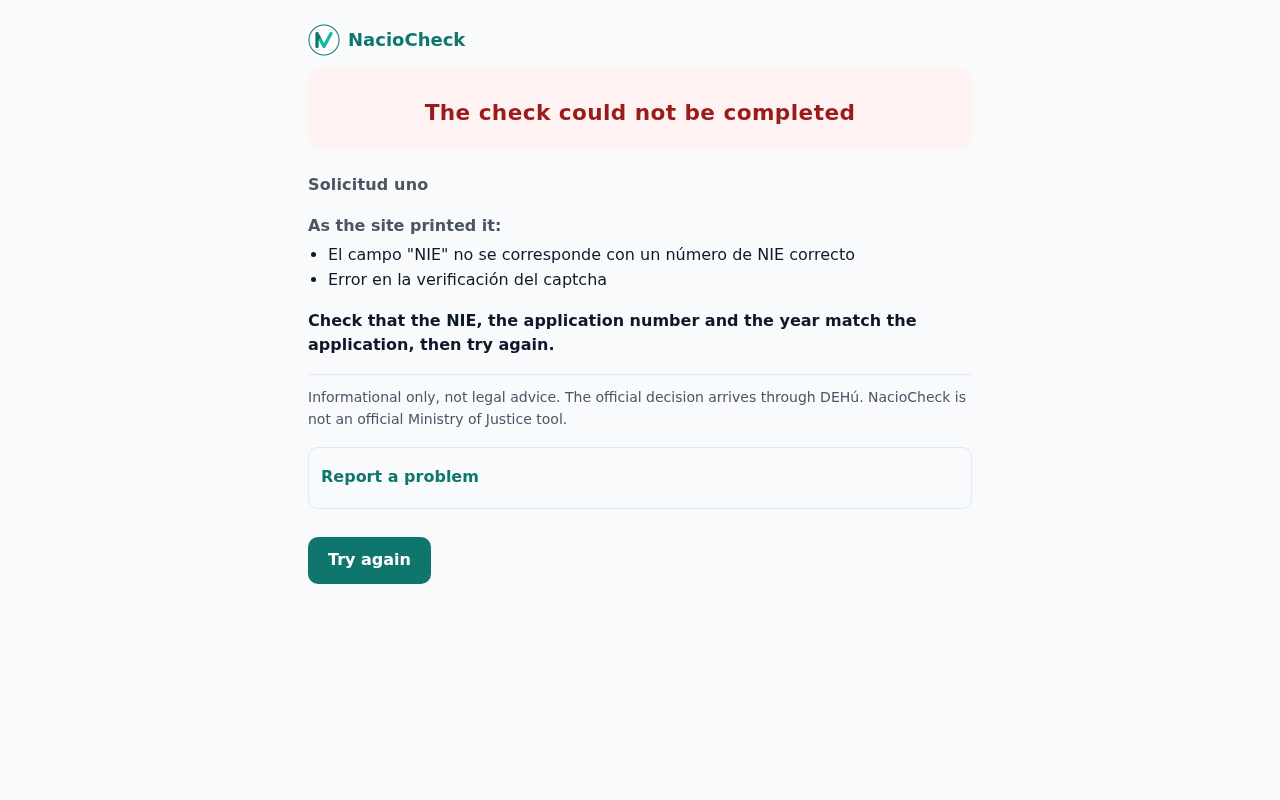 NacioCheck
The check could not be completed
Solicitud uno
As the site printed it:
• El campo "NIE" no se corresponde con un número de NIE correcto
• Error en la verificación del captcha
Check that the NIE, the application number and the year match the
application, then try again.
Informational only, not legal advice. The official decision arrives through DEHú. NacioCheck is
not an official Ministry of Justice tool.
Report a problem
Try again